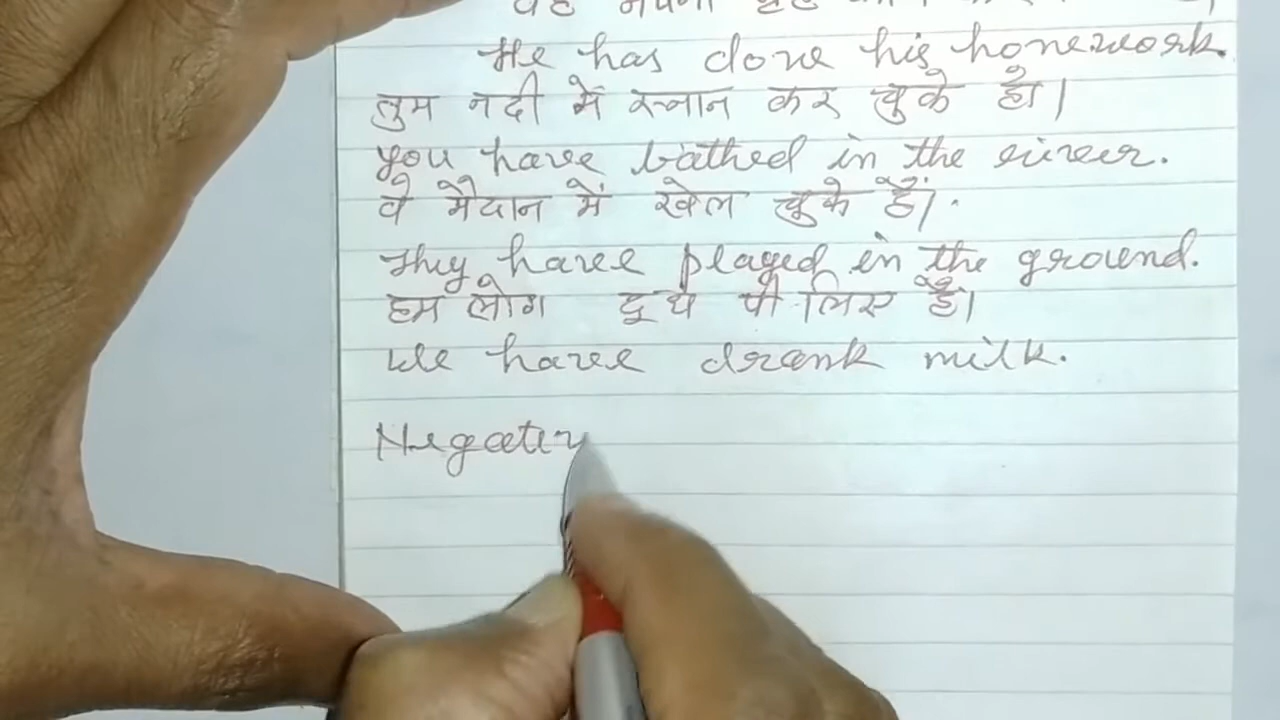 He has done his homework.
तुम नदी में स्नान कर चुके हो।
you have bathed in the river.
वे मैदान में खेल चुके हैं।
They have played in the ground.
हम लोग दूध पी लिए हैं।
We have drank milk.
Negativ